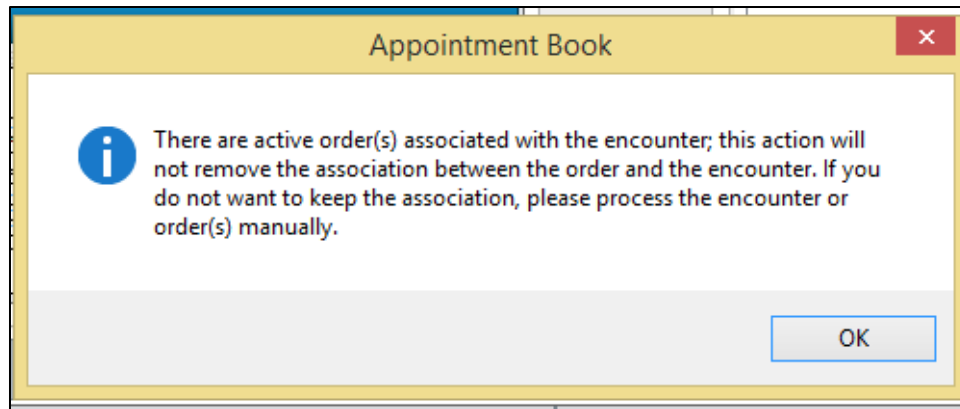 Appointment Book
There are active order(s) associated with the encounter; this action will
not remove the association between the order and the encounter. If you
do not want to keep the association, please process the encounter or
order(s) manually.
OK